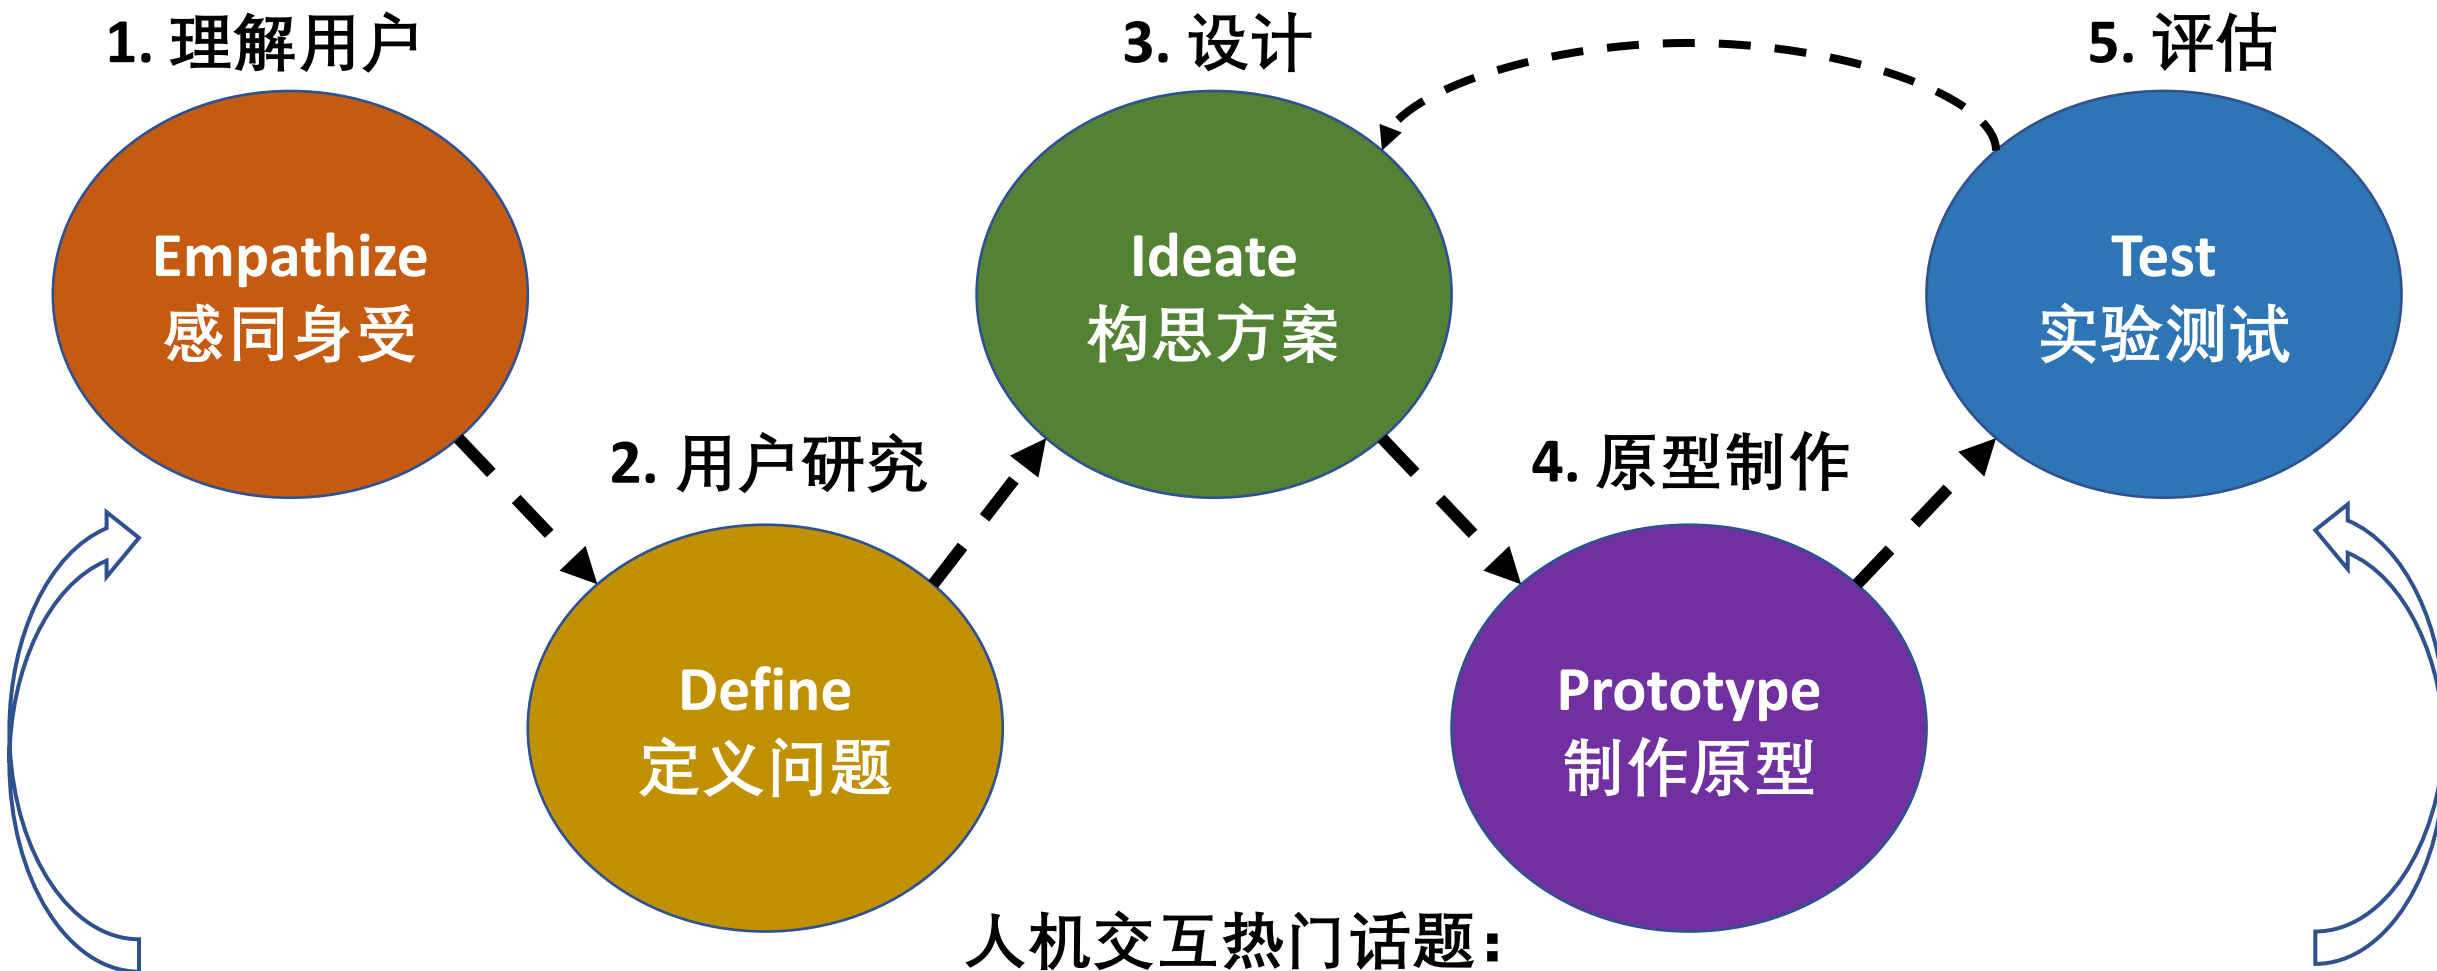 1. 理解用户
Empathize
感同身受
2. 用户研究
Define
定义问题
3. 设计
Ideate
构思方案
4. 原型制作
Prototype
制作原型
5. 评估
Test
实验测试
人机交互热门话题: